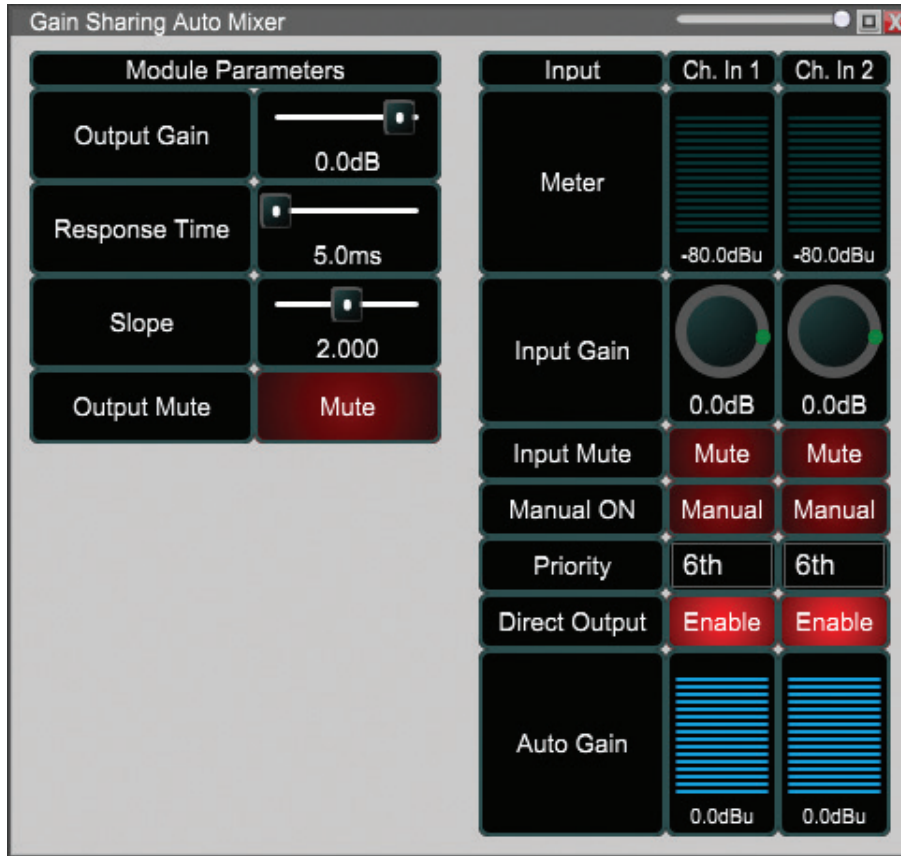 Gain Sharing Auto Mixer
X
Module Parameters
Output Gain
0.0dB
Response Time
5.0ms
Slope
2.000
Output Mute Mute
Input Ch. In 1 Ch. In 2
Meter
-80.0dBu -80.0dBu
Input Gain
0.0dB 0.0dB
Input Mute Mute Mute
Manual ON Manual Manual
Priority 6th 6th
Direct Output Enable Enable
Auto Gain
0.0dBu 0.0dBu